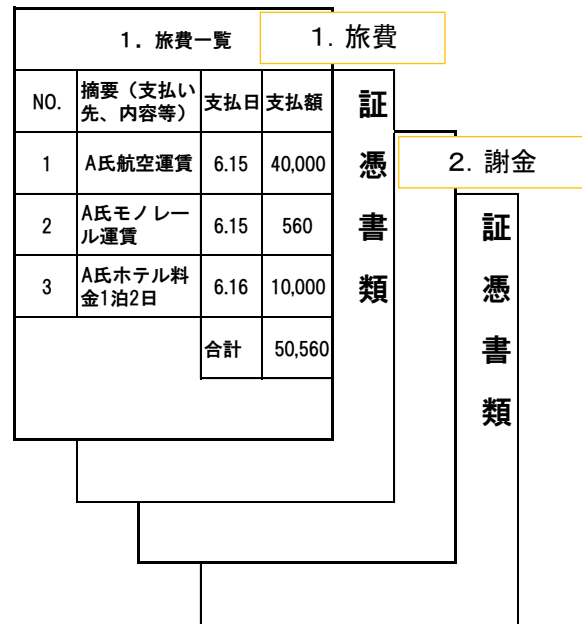 1．旅費一覧
1．旅費
NO.
摘要（支払い
先、内容等）
支払日
支払額
1
A氏航空運賃
6.15
40,000
2
A氏モノレー
ル運賃
6.15
560
3
A氏ホテル料
金1泊2日
6.16
10,000
合計
50,560
証
憑
書
類
2．謝金
証
憑
書
類